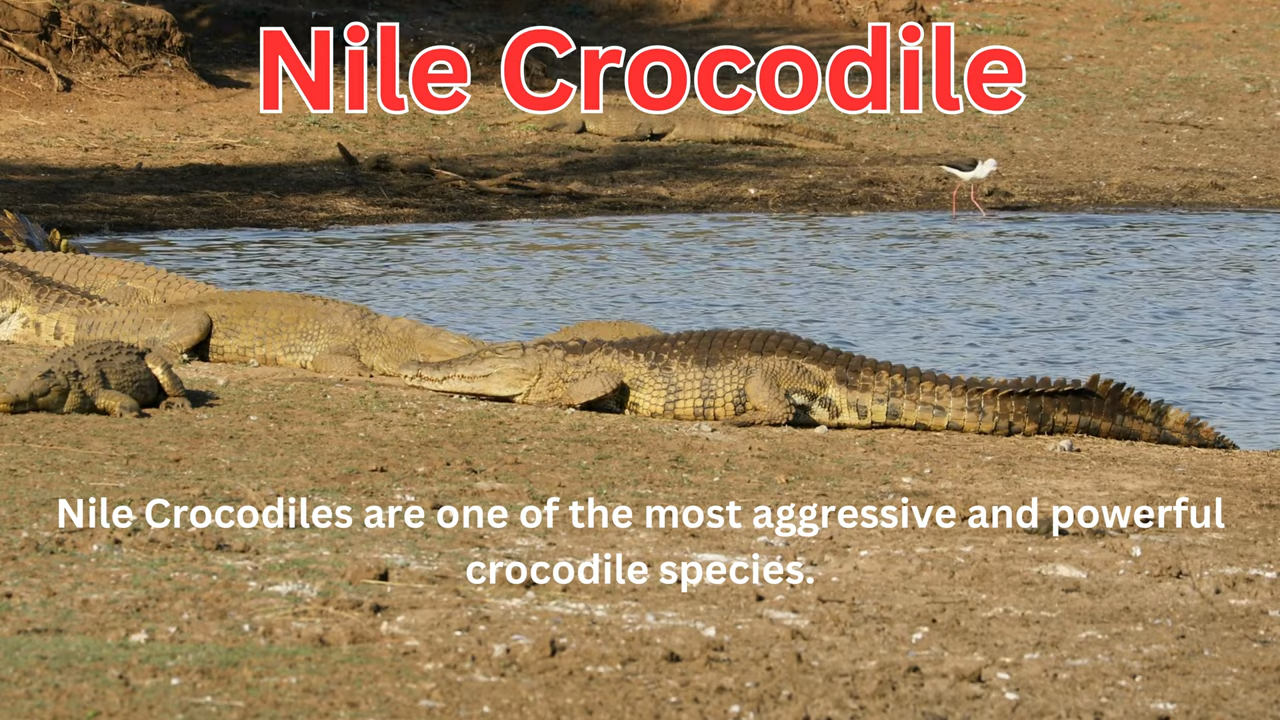 Nile Crocodile
Nile Crocodiles are one of the most aggressive and powerful
crocodile species.